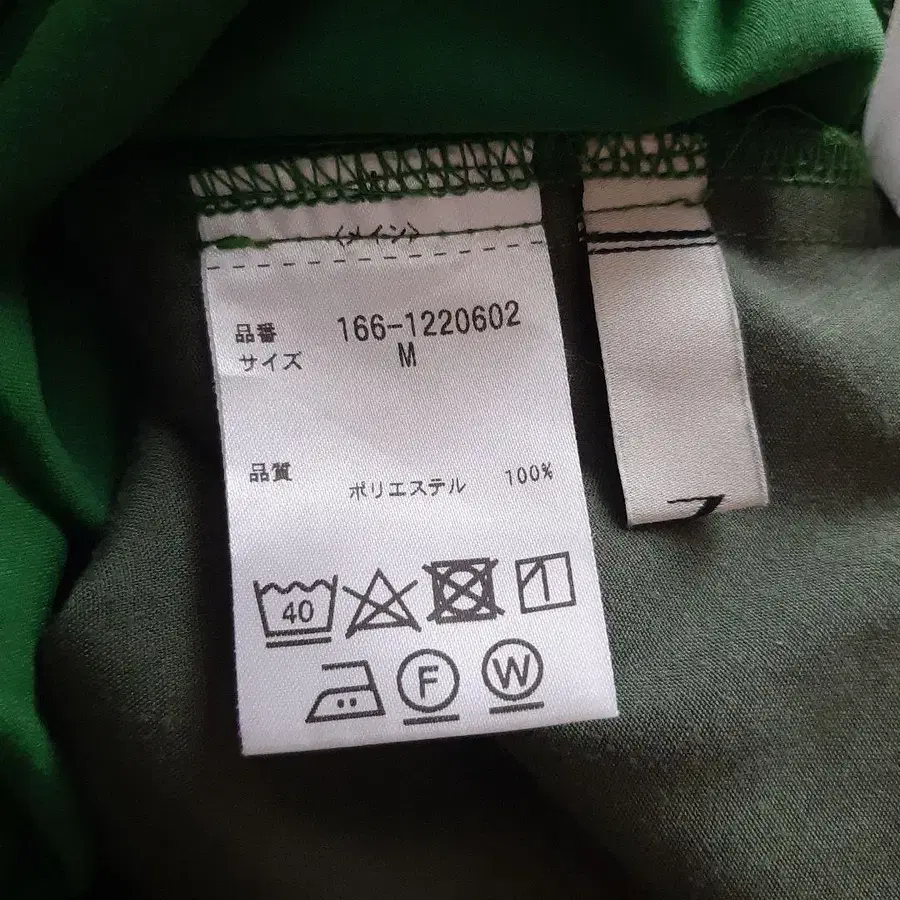 〈メイン〉
品番 166-1220602
サイズ M
品質 ポリエステル 100%
40
F W